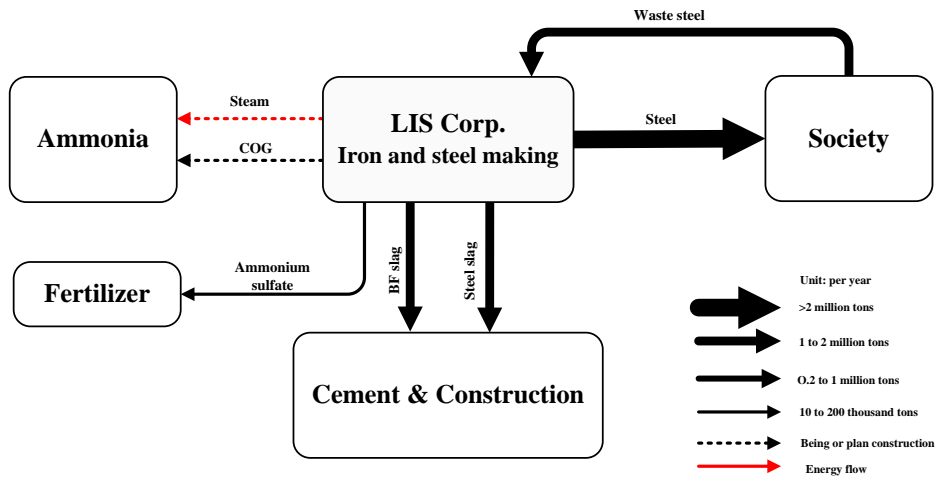 Waste steel
Steam
COG
Ammonia
LIS Corp.
Iron and steel making
Steel
Society
BF slag
Steel slag
Ammonium
sulfate
Fertilizer
Cement & Construction
Unit: per year
>2 million tons
1 to 2 million tons
O.2 to 1 million tons
10 to 200 thousand tons
Being or plan construction
Energy flow